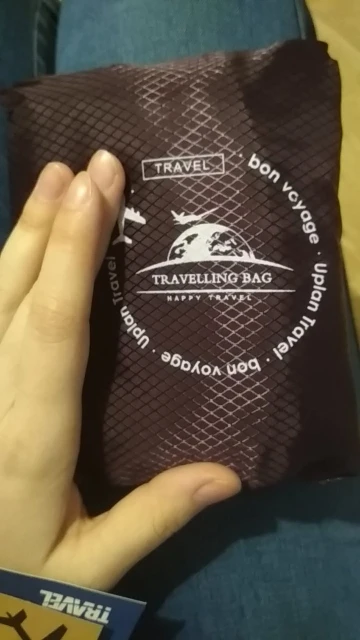 TRAVEL
bon voyage · Uplan Travel · bon voyage · Uplan Travel
TRAVELLING BAG
HAPPY TRAVEL
TRAVEL